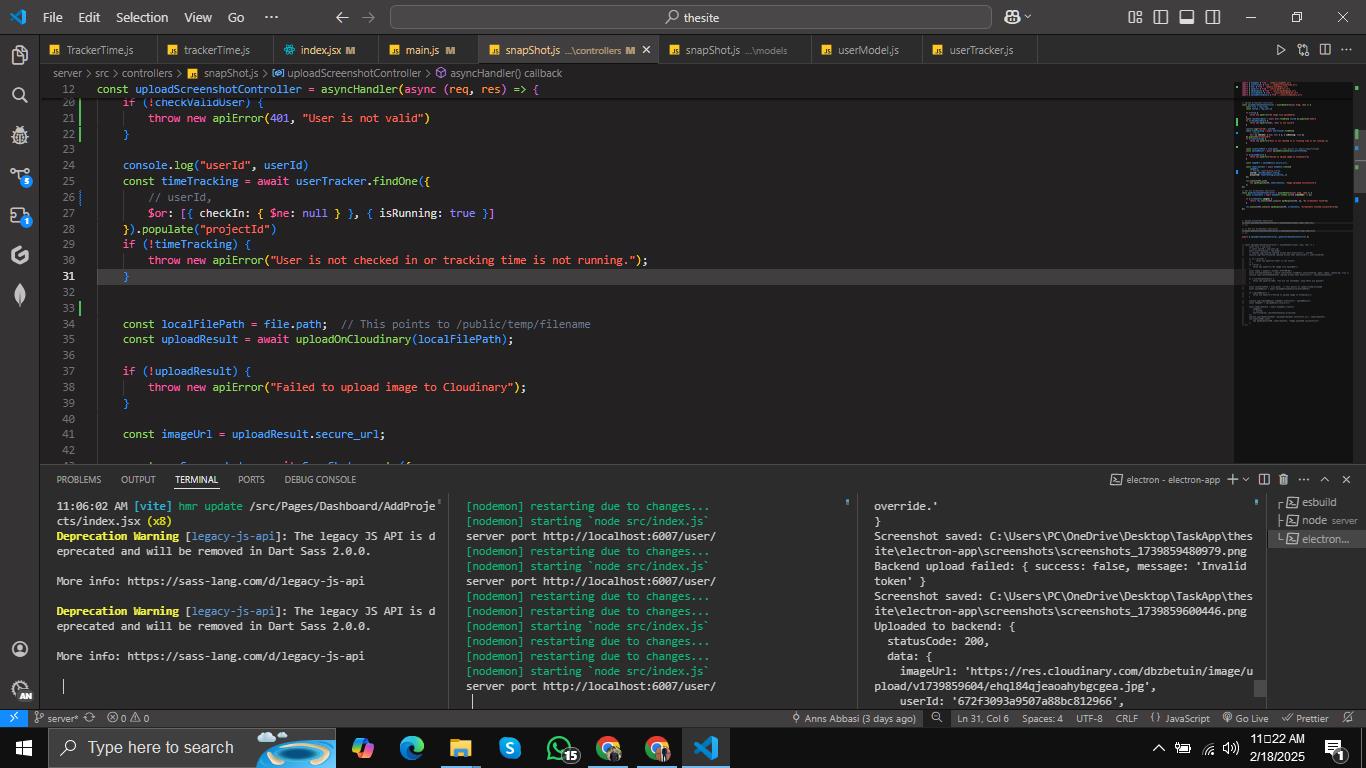 File Edit Selection View Go ··· thesite
TrackerTime.js trackerTime.js index.jsx M main.js M snapShot.js ...\controllers M snapShot.js ...\models userModel.js userTracker.js
server > src > controllers > snapShot.js > uploadScreenshotController > asyncHandler() callback
12 const uploadScreenshotController = asyncHandler(async (req, res) => {
20 if (!checkValidUser) {
21 throw new apiError(401, "User is not valid")
22 }
23
24 console.log("userId", userId)
25 const timeTracking = await userTracker.findOne({
26 // userId,
27 $or: [{ checkIn: { $ne: null } }, { isRunning: true }]
28 }).populate("projectId")
29 if (!timeTracking) {
30 throw new apiError("User is not checked in or tracking time is not running.");
31 }
32
33
34 const localFilePath = file.path; // This points to /public/temp/filename
35 const uploadResult = await uploadOnCloudinary(localFilePath);
36
37 if (!uploadResult) {
38 throw new apiError("Failed to upload image to Cloudinary");
39 }
40
41 const imageUrl = uploadResult.secure_url;
42
PROBLEMS OUTPUT TERMINAL PORTS DEBUG CONSOLE electron - electron-app
11:06:02 AM [vite] hmr update /src/Pages/Dashboard/AddProje
cts/index.jsx (x8)
Deprecation Warning [legacy-js-api]: The legacy JS API is d
eprecated and will be removed in Dart Sass 2.0.0.
More info: https://sass-lang.com/d/legacy-js-api
Deprecation Warning [legacy-js-api]: The legacy JS API is d
eprecated and will be removed in Dart Sass 2.0.0.
More info: https://sass-lang.com/d/legacy-js-api
[nodemon] restarting due to changes...
[nodemon] starting `node src/index.js`
server port http://localhost:6007/user/
[nodemon] restarting due to changes...
[nodemon] starting `node src/index.js`
server port http://localhost:6007/user/
[nodemon] restarting due to changes...
[nodemon] restarting due to changes...
[nodemon] starting `node src/index.js`
[nodemon] restarting due to changes...
[nodemon] restarting due to changes...
[nodemon] starting `node src/index.js`
server port http://localhost:6007/user/
override.'
}
Screenshot saved: C:\Users\PC\OneDrive\Desktop\TaskApp\thes
ite\electron-app\screenshots\screenshots_1739859480979.png
Backend upload failed: { success: false, message: 'Invalid
token' }
Screenshot saved: C:\Users\PC\OneDrive\Desktop\TaskApp\thes
ite\electron-app\screenshots\screenshots_1739859600446.png
Uploaded to backend: {
statusCode: 200,
data: {
imageUrl: 'https://res.cloudinary.com/dbzbetuin/image/u
pload/v1739859604/ehql84qjeaoahybgcgea.jpg',
userId: '672f3093a9507a88bc812966',
esbuild
node server
electron...
5
1
AN
server* 0 0 Anns Abbasi (3 days ago) Ln 31, Col 6 Spaces: 4 UTF-8 CRLF {} JavaScript Go Live Prettier
Type here to search 15 11:22 AM
2/18/2025 1